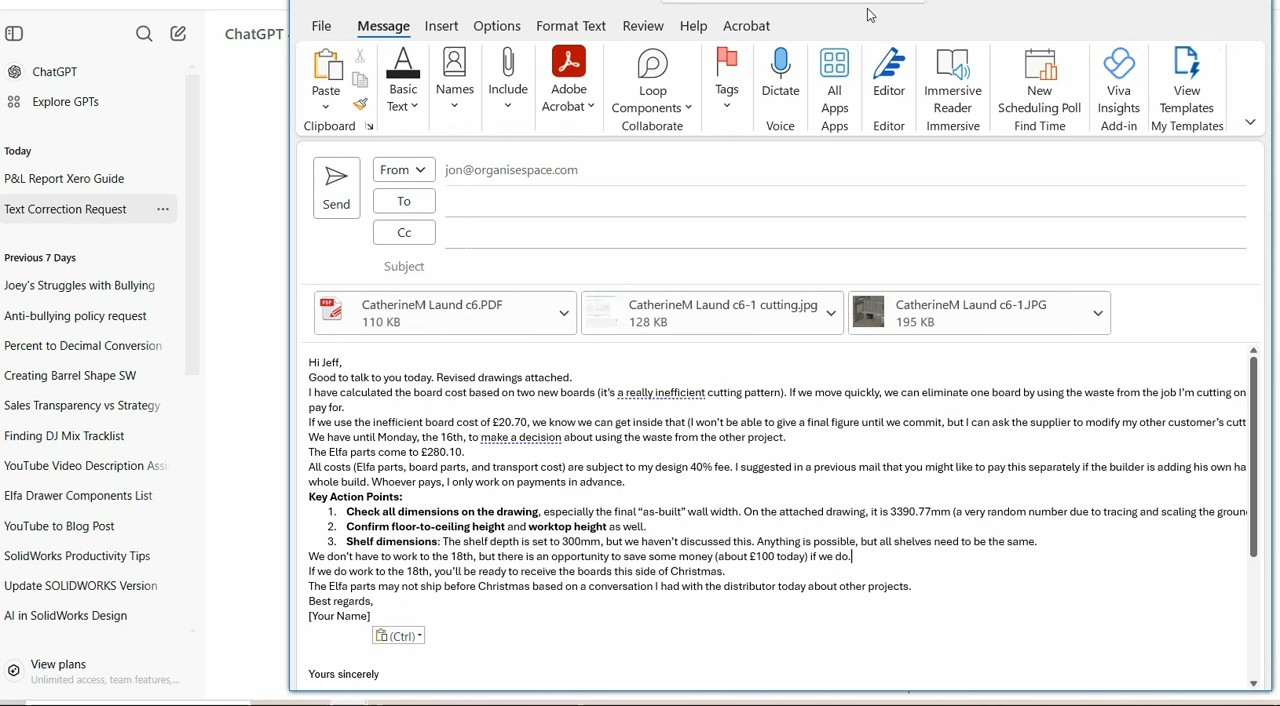 ChatGPT
File Message Insert Options Format Text Review Help Acrobat
ChatGPT
Explore GPTs
Today
P&L Report Xero Guide
Text Correction Request
Previous 7 Days
Joey's Struggles with Bullying
Anti-bullying policy request
Percent to Decimal Conversion
Creating Barrel Shape SW
Sales Transparency vs Strategy
Finding DJ Mix Tracklist
YouTube Video Description Assi
Elfa Drawer Components List
YouTube to Blog Post
SolidWorks Productivity Tips
Update SOLIDWORKS Version
AI in SolidWorks Design
View plans
Unlimited access, team features,...
Paste
Clipboard
Basic Text
Names
Include
Adobe Acrobat
Loop Components
Collaborate
Tags
Dictate
Voice
All Apps
Apps
Editor
Editor
Immersive Reader
Immersive
New Scheduling Poll
Find Time
Viva Insights
Add-in
View Templates
My Templates
Send
From jon@organisespace.com
To
Cc
Subject
CatherineM Laund c6.PDF
110 KB
CatherineM Laund c6-1 cutting.jpg
128 KB
CatherineM Laund c6-1.JPG
195 KB
Hi Jeff,
Good to talk to you today. Revised drawings attached.
I have calculated the board cost based on two new boards (it's a really inefficient cutting pattern). If we move quickly, we can eliminate one board by using the waste from the job I'm cutting on
pay for.
If we use the inefficient board cost of £20.70, we know we can get inside that (I won't be able to give a final figure until we commit, but I can ask the supplier to modify my other customer's cutt
We have until Monday, the 16th, to make a decision about using the waste from the other project.
The Elfa parts come to £280.10.
All costs (Elfa parts, board parts, and transport cost) are subject to my design 40% fee. I suggested in a previous mail that you might like to pay this separately if the builder is adding his own ha
whole build. Whoever pays, I only work on payments in advance.
Key Action Points:
1. Check all dimensions on the drawing, especially the final "as-built" wall width. On the attached drawing, it is 3390.77mm (a very random number due to tracing and scaling the groun
2. Confirm floor-to-ceiling height and worktop height as well.
3. Shelf dimensions: The shelf depth is set to 300mm, but we haven't discussed this. Anything is possible, but all shelves need to be the same.
We don't have to work to the 18th, but there is an opportunity to save some money (about £100 today) if we do.
If we do work to the 18th, you'll be ready to receive the boards this side of Christmas.
The Elfa parts may not ship before Christmas based on a conversation I had with the distributor today about other projects.
Best regards,
[Your Name]
(Ctrl)
Yours sincerely